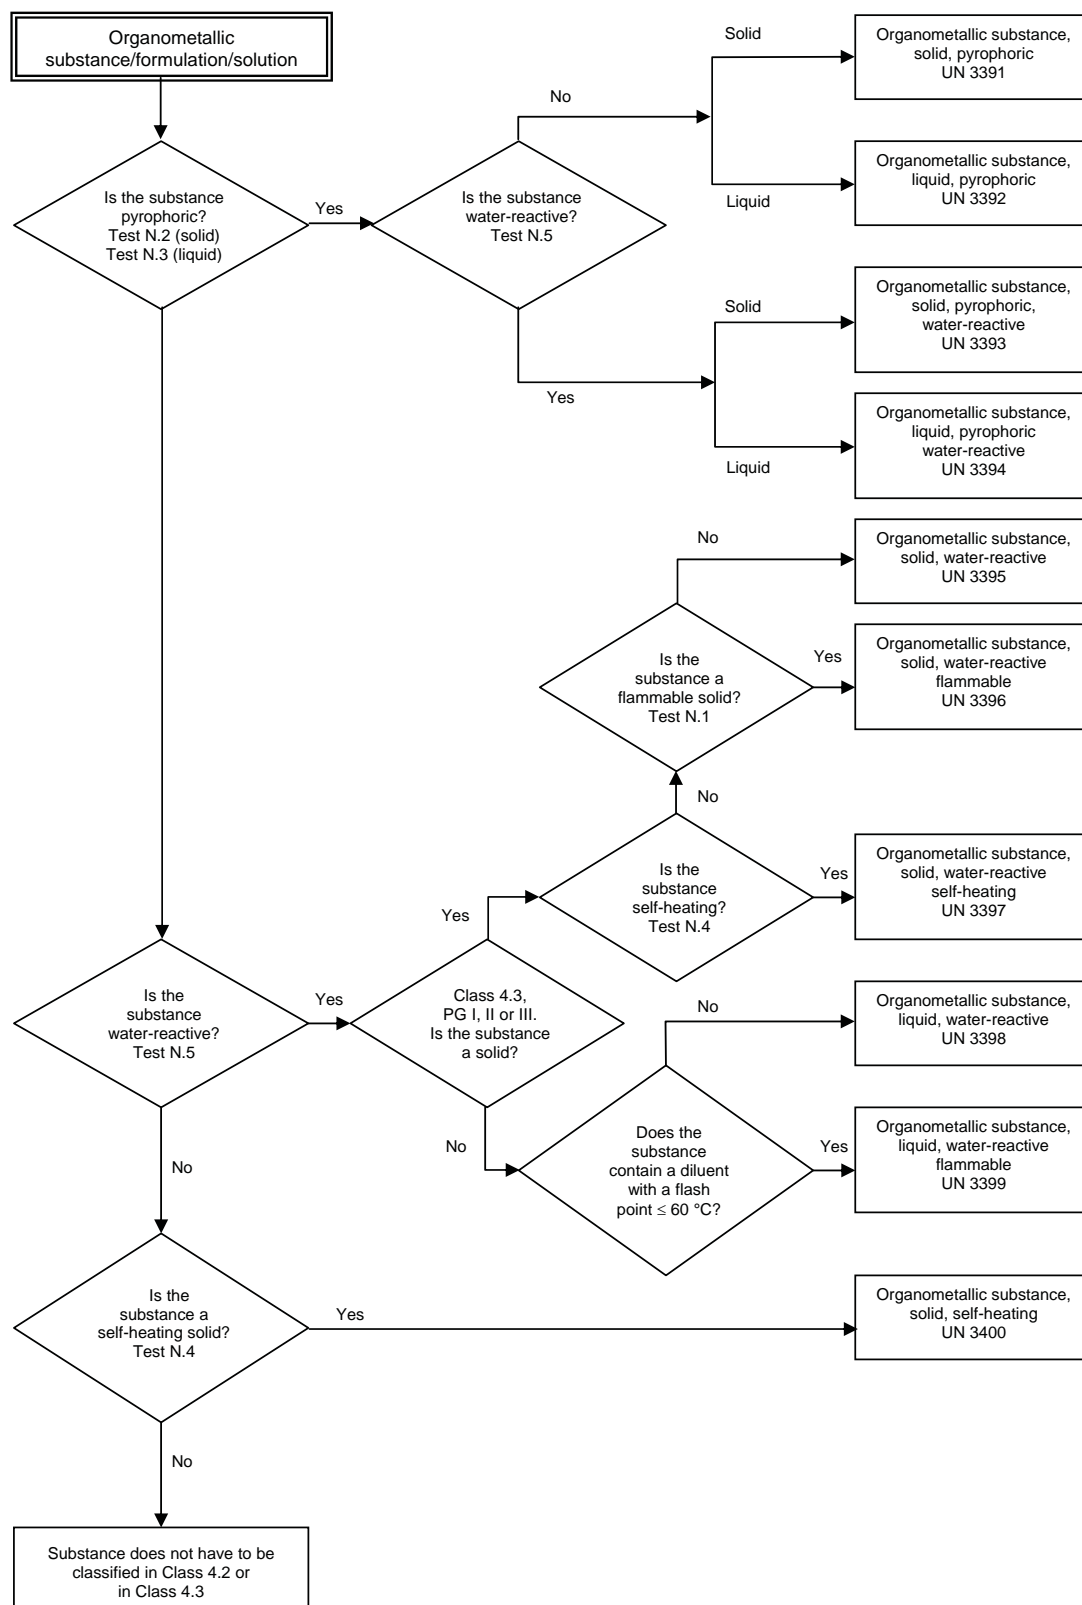 Organometallic
substance/formulation/solution
Is the substance
pyrophoric?
Test N.2 (solid)
Test N.3 (liquid)
Yes
Is the substance
water-reactive?
Test N.5
No
Solid
Organometallic substance,
solid, pyrophoric
UN 3391
Liquid
Organometallic substance,
liquid, pyrophoric
UN 3392
Yes
Solid
Organometallic substance,
solid, pyrophoric,
water-reactive
UN 3393
Liquid
Organometallic substance,
liquid, pyrophoric
water-reactive
UN 3394
No
Organometallic substance,
solid, water-reactive
UN 3395
Is the
substance a
flammable solid?
Test N.1
Yes
Organometallic substance,
solid, water-reactive
flammable
UN 3396
No
Is the
substance
self-heating?
Test N.4
Yes
Organometallic substance,
solid, water-reactive
self-heating
UN 3397
Yes
Is the
substance
water-reactive?
Test N.5
Yes
Class 4.3,
PG I, II or III.
Is the substance
a solid?
No
Organometallic substance,
liquid, water-reactive
UN 3398
No
Does the
substance
contain a diluent
with a flash
point ≤ 60 °C?
Yes
Organometallic substance,
liquid, water-reactive
flammable
UN 3399
No
Is the
substance a
self-heating solid?
Test N.4
Yes
Organometallic substance,
solid, self-heating
UN 3400
No
Substance does not have to be
classified in Class 4.2 or
in Class 4.3